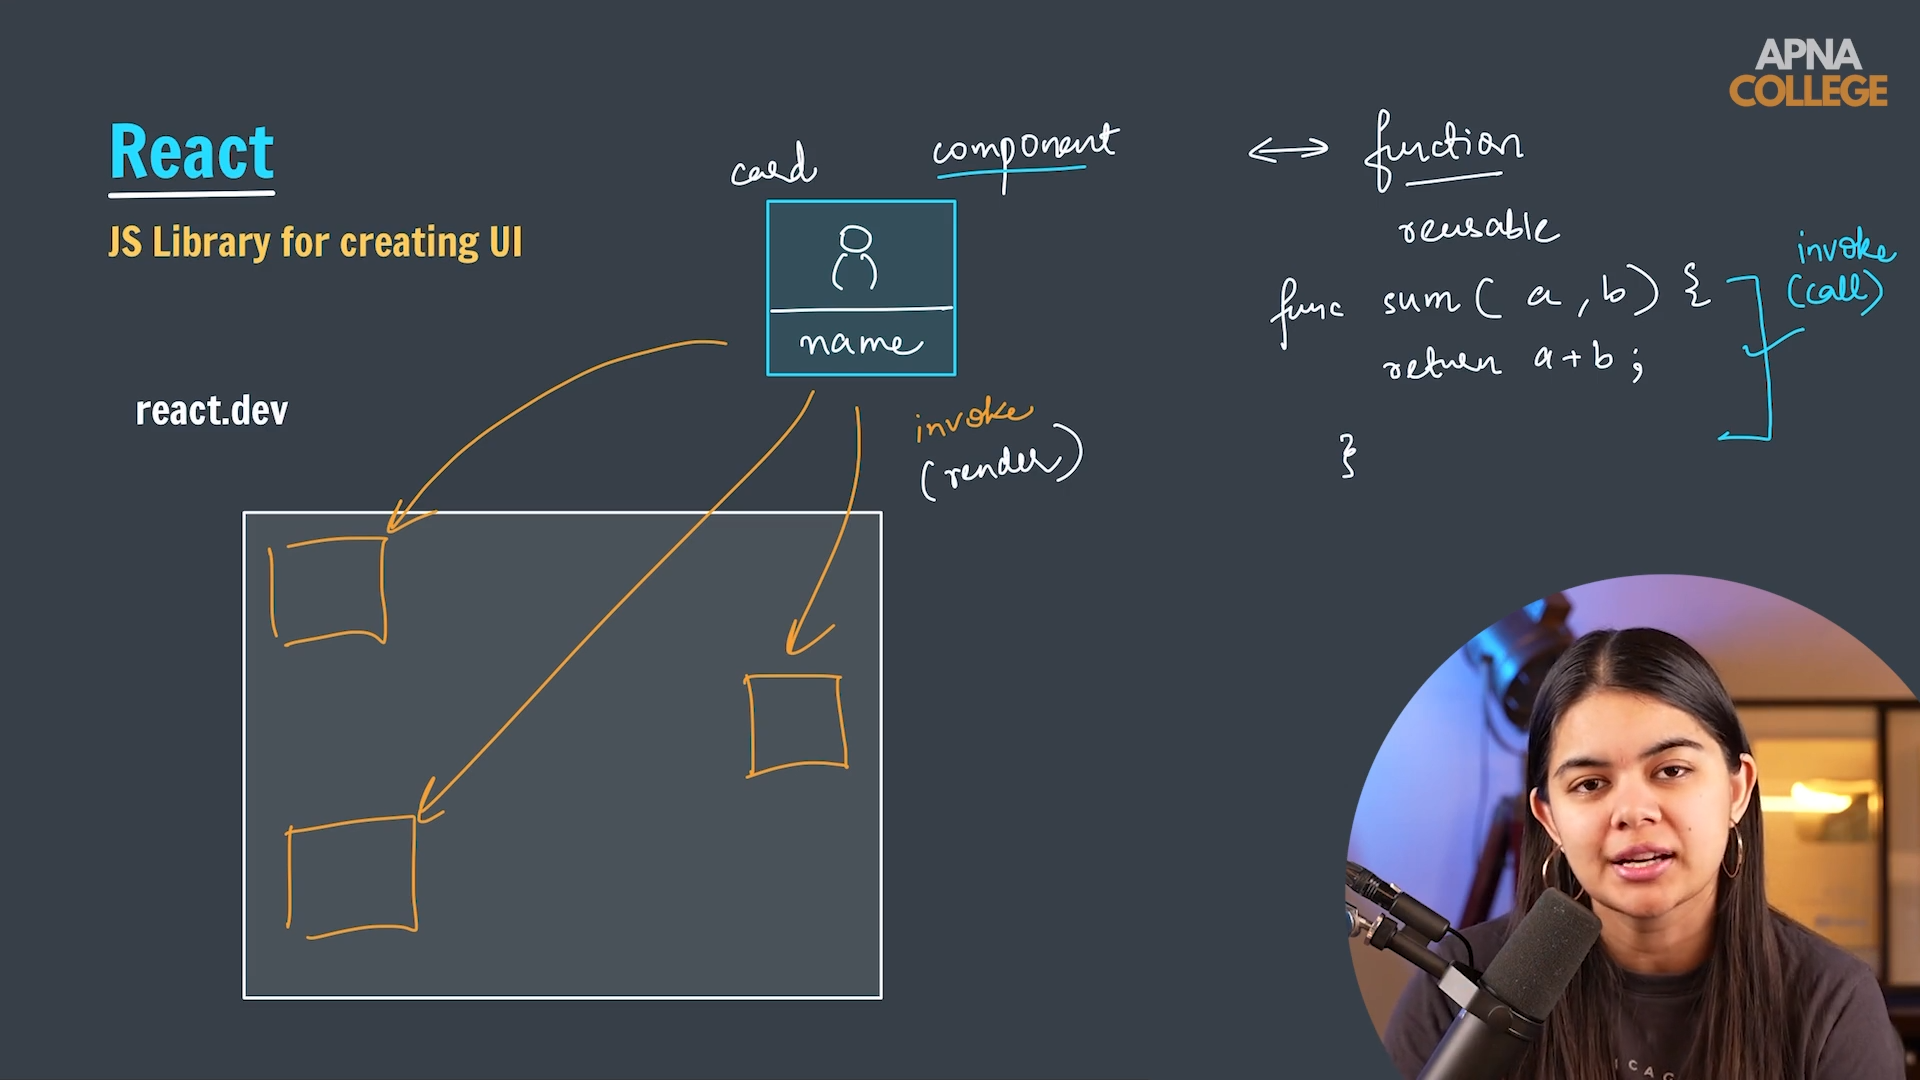 APNA
COLLEGE
React
JS Library for creating UI
react.dev
card
component
name
invoke
(render)
↔ function
reusable
func sum( a , b ) {
return a + b ;
}
invoke
(call)
ICAG